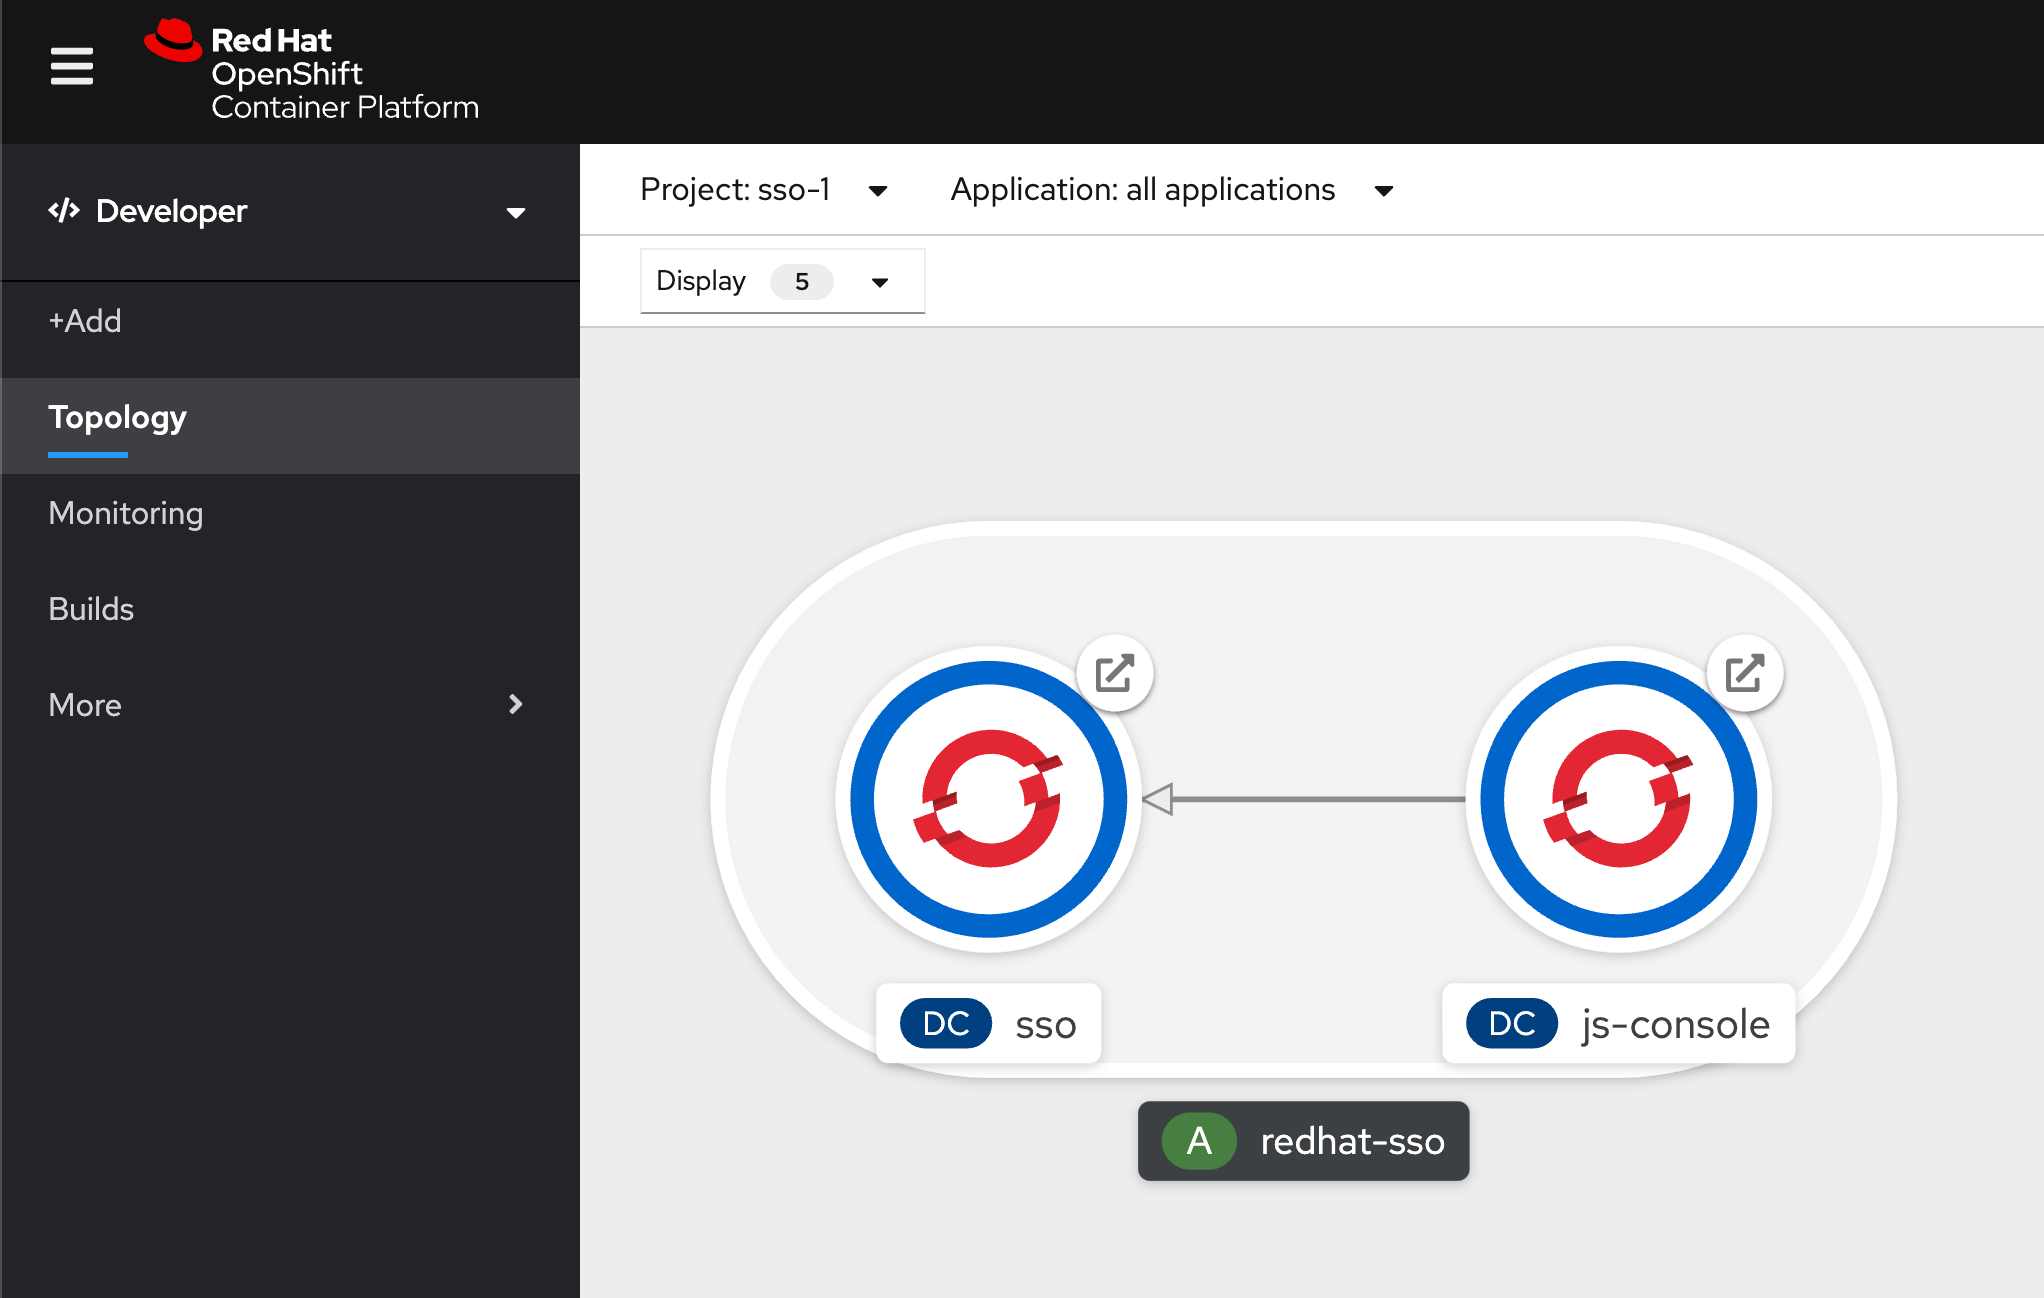 Red Hat
OpenShift
Container Platform
Developer
Project: sso-1
Application: all applications
Display 5
+Add
Topology
Monitoring
Builds
More
DC sso
DC js-console
A redhat-sso